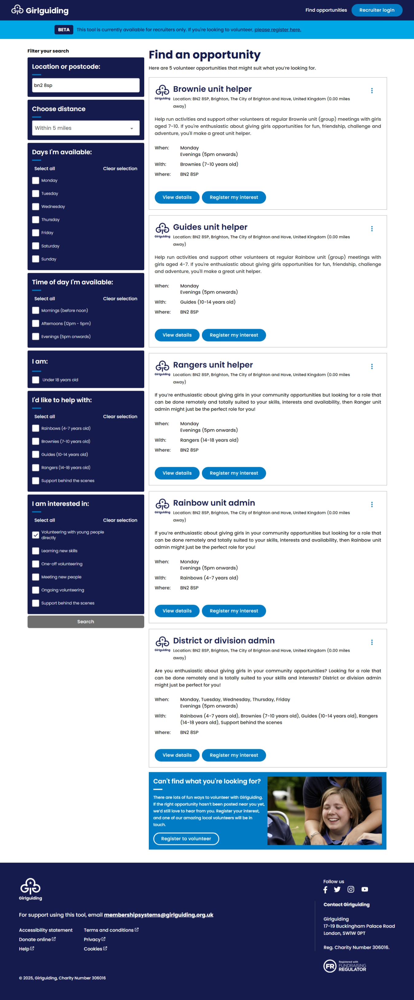 Girlguiding
Find opportunities
Recruiter login
BETA
This tool is currently available for recruiters only. If you're looking to volunteer, please register here.
Filter your search
Location or postcode:
bn2 8sp
Choose distance
Within 5 miles
Days I'm available:
Select all
Clear selection
Monday
Tuesday
Wednesday
Thursday
Friday
Saturday
Sunday
Time of day I'm available:
Select all
Clear selection
Mornings (before noon)
Afternoons (12pm - 5pm)
Evenings (5pm onwards)
I am:
Under 18 years old
I'd like to help with:
Select all
Clear selection
Rainbows (4-7 years old)
Brownies (7-10 years old)
Guides (10-14 years old)
Rangers (14-18 years old)
Support behind the scenes
I am interested in:
Select all
Clear selection
Volunteering with young people
directly
Learning new skills
One-off volunteering
Meeting new people
Ongoing volunteering
Support behind the scenes
Search
Find an opportunity
Here are 5 volunteer opportunities that might suit what you're looking for.
Girlguiding
Brownie unit helper
Location: BN2 8SP, Brighton, The City of Brighton and Hove, United Kingdom (0.00 miles
away)
Help run activities and support other volunteers at regular Brownie unit (group) meetings with girls
aged 7-10. If you're enthusiastic about giving girls opportunities for fun, friendship, challenge and
adventure, you'll make a great unit helper.
When: Monday
Evenings (5pm onwards)
With: Brownies (7-10 years old)
Where: BN2 8SP
View details
Register my interest
Girlguiding
Guides unit helper
Location: BN2 8SP, Brighton, The City of Brighton and Hove, United Kingdom (0.00 miles
away)
Help run activities and support other volunteers at regular Rainbow unit (group) meetings with
girls aged 4-7. If you're enthusiastic about giving girls opportunities for fun, friendship, challenge
and adventure, you'll make a great unit helper.
When: Monday
Evenings (5pm onwards)
With: Guides (10-14 years old)
Where: BN2 8SP
View details
Register my interest
Girlguiding
Rangers unit helper
Location: BN2 8SP, Brighton, The City of Brighton and Hove, United Kingdom (0.00 miles
away)
If you're enthusiastic about giving girls in your community opportunities but looking for a role that
can be done remotely and totally suited to your skills, interests and availability, then Ranger unit
admin might just be the perfect role for you!
When: Monday
Evenings (5pm onwards)
With: Rangers (14-18 years old)
Where: BN2 8SP
View details
Register my interest
Girlguiding
Rainbow unit admin
Location: BN2 8SP, Brighton, The City of Brighton and Hove, United Kingdom (0.00 miles
away)
If you're enthusiastic about giving girls in your community opportunities but looking for a role that
can be done remotely and totally suited to your skills, interests and availability, then Rainbow unit
admin might just be the perfect role for you!
When: Monday
Evenings (5pm onwards)
With: Rainbows (4-7 years old)
Where: BN2 8SP
View details
Register my interest
Girlguiding
District or division admin
Location: BN2 8SP, Brighton, The City of Brighton and Hove, United Kingdom (0.00 miles
away)
Are you enthusiastic about giving girls in your community opportunities? Looking for a role that
can be done remotely and is totally suited to your skills and interests? District or division admin
might just be perfect for you!
When: Monday, Tuesday, Wednesday, Thursday, Friday
Evenings (5pm onwards)
With: Rainbows (4-7 years old), Brownies (7-10 years old), Guides (10-14 years old), Rangers
(14-18 years old), Support behind the scenes
Where: BN2 8SP
View details
Register my interest
Can't find what you're looking for?
There are lots of fun ways to volunteer with Girlguiding.
If the right opportunity hasn't been posted near you yet,
we'd still love to hear from you. Register your interest,
and one of our amazing local volunteers will be in
touch.
Register to volunteer
Girlguiding
For support using this tool, email membershipsystems@girlguiding.org.uk
Accessibility statement
Terms and conditions
Donate online
Privacy
Help
Cookies
© 2025, Girlguiding, Charity Number 306016
Follow us
Contact Girlguiding
Girlguiding
17-19 Buckingham Palace Road
London, SW1W 0PT
Reg. Charity Number 306016.
FR
Registered with
FUNDRAISING
REGULATOR